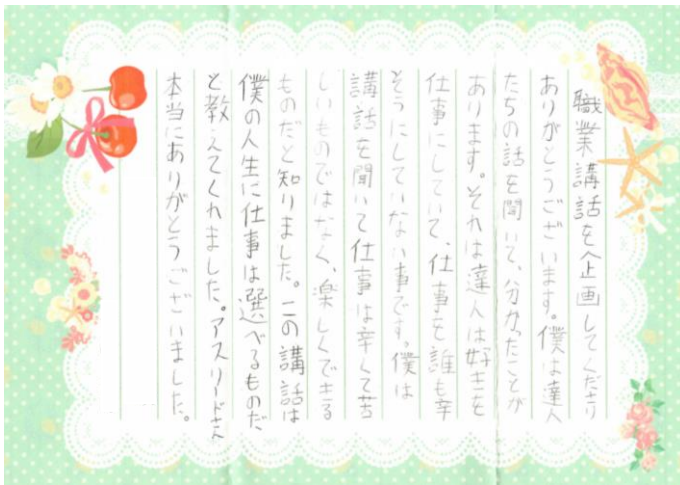 職業講話を企画してくださり
ありがとうございます。僕は達人
たちの話を聞いて、分かったことが
あります。それは達人は好きを
仕事にしていて、仕事を誰も辛
そうにしていない事です。僕は
講話を聞いて仕事は辛くて苦
しいものではなく、楽しくできる
ものだと知りました。この講話は
僕の人生に仕事は選べるものだ
と教えてくれました。アスリードさん
本当にありがとうございました。